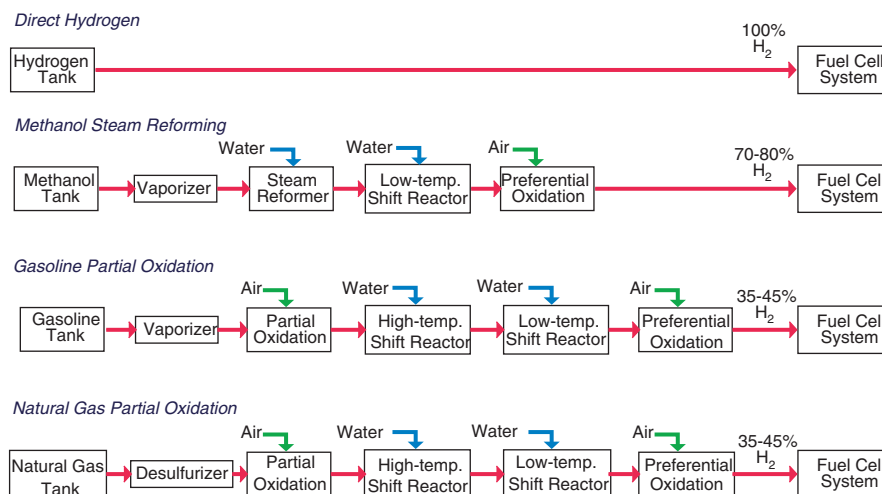 Direct Hydrogen
100%
H2
Hydrogen
Tank
Fuel Cell
System
Methanol Steam Reforming
Water
Water
Air
70-80%
H2
Methanol
Tank
Vaporizer
Steam
Reformer
Low-temp.
Shift Reactor
Preferential
Oxidation
Fuel Cell
System
Gasoline Partial Oxidation
Air
Water
Water
Air
35-45%
H2
Gasoline
Tank
Vaporizer
Partial
Oxidation
High-temp.
Shift Reactor
Low-temp.
Shift Reactor
Preferential
Oxidation
Fuel Cell
System
Natural Gas Partial Oxidation
Air
Water
Water
Air
35-45%
H2
Natural Gas
Tank
Desulfurizer
Partial
Oxidation
High-temp.
Shift Reactor
Low-temp.
Shift Reactor
Preferential
Oxidation
Fuel Cell
System